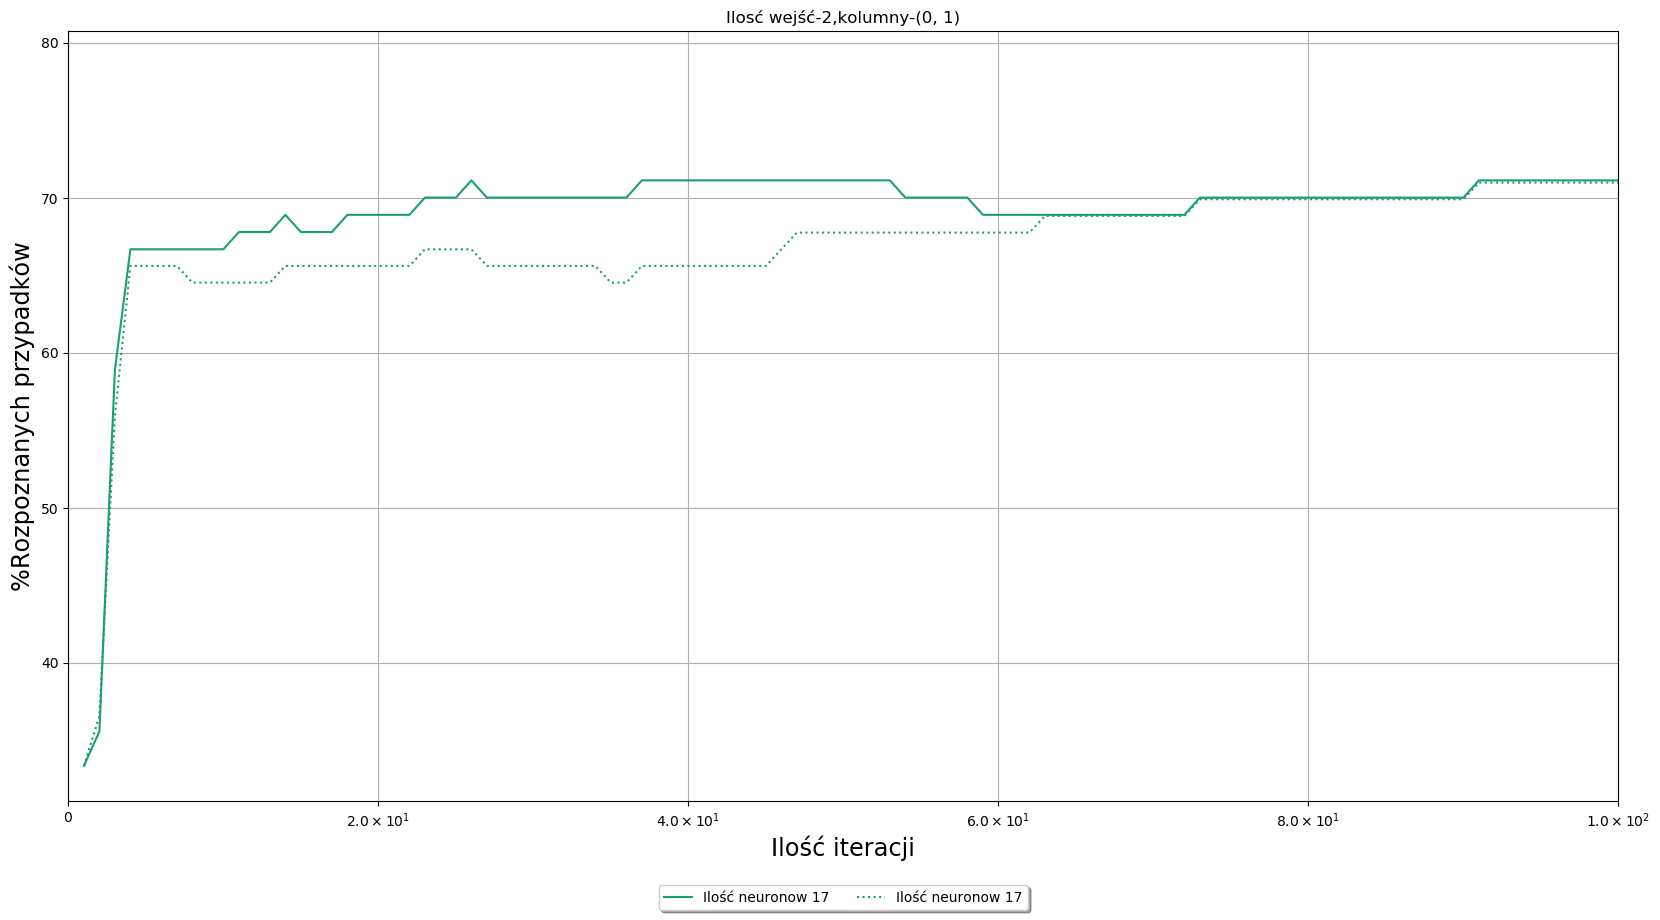 Ilosć wejść-2,kolumny-(0, 1)
80
70
60
50
40
%Rozpoznanych przypadków
0 2.0 × 10¹ 4.0 × 10¹ 6.0 × 10¹ 8.0 × 10¹ 1.0 × 10²
Ilość iteracji
Ilość neuronow 17 Ilość neuronow 17